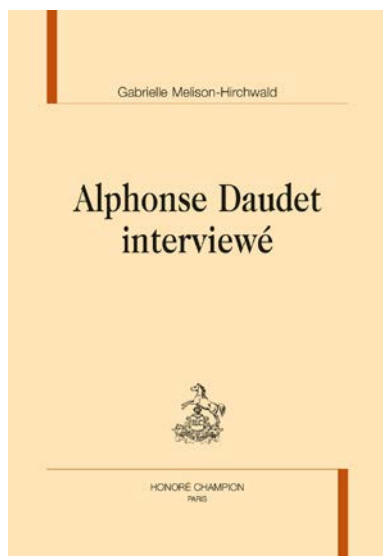 Gabrielle Melison-Hirchwald
Alphonse Daudet
interviewé
HONORÉ CHAMPION
PARIS